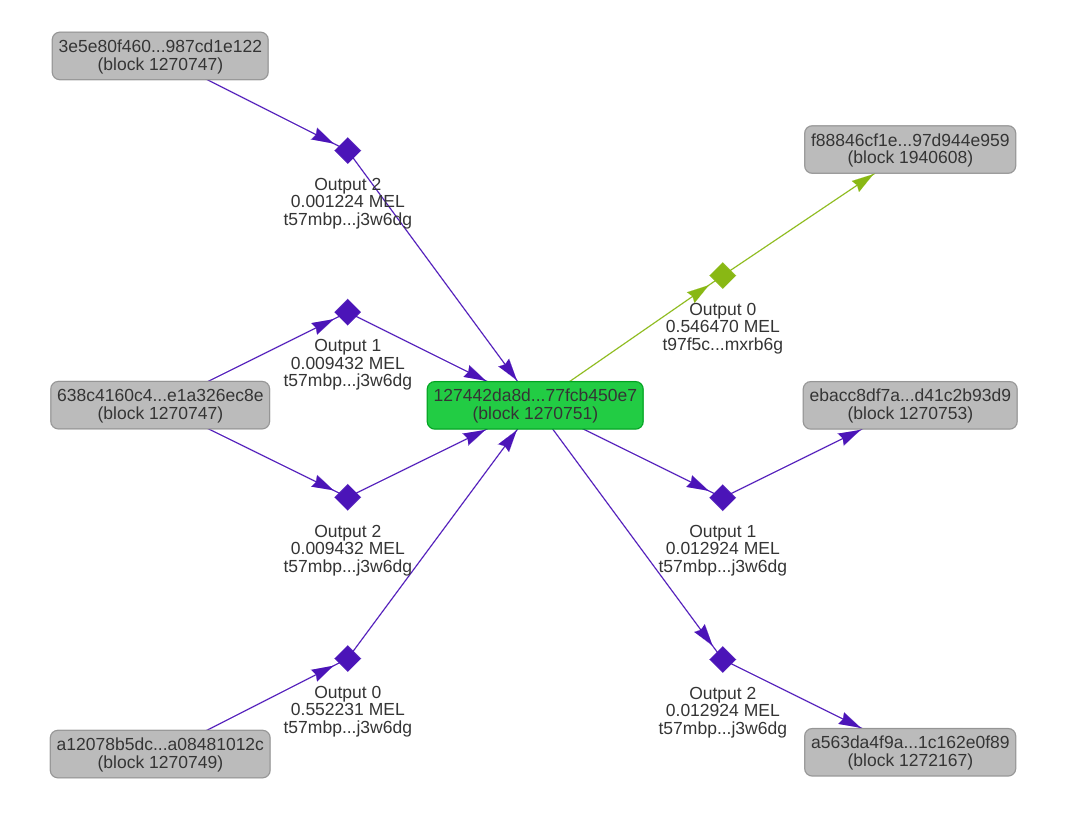 3e5e80f460...987cd1e122
(block 1270747)
Output 2
0.001224 MEL
t57mbp...j3w6dg
Output 1
0.009432 MEL
t57mbp...j3w6dg
638c4160c4...e1a326ec8e
(block 1270747)
Output 2
0.009432 MEL
t57mbp...j3w6dg
Output 0
0.552231 MEL
t57mbp...j3w6dg
a12078b5dc...a08481012c
(block 1270749)
127442da8d...77fcb450e7
(block 1270751)
f88846cf1e...97d944e959
(block 1940608)
Output 0
0.546470 MEL
t97f5c...mxrb6g
ebacc8df7a...d41c2b93d9
(block 1270753)
Output 1
0.012924 MEL
t57mbp...j3w6dg
Output 2
0.012924 MEL
t57mbp...j3w6dg
a563da4f9a...1c162e0f89
(block 1272167)